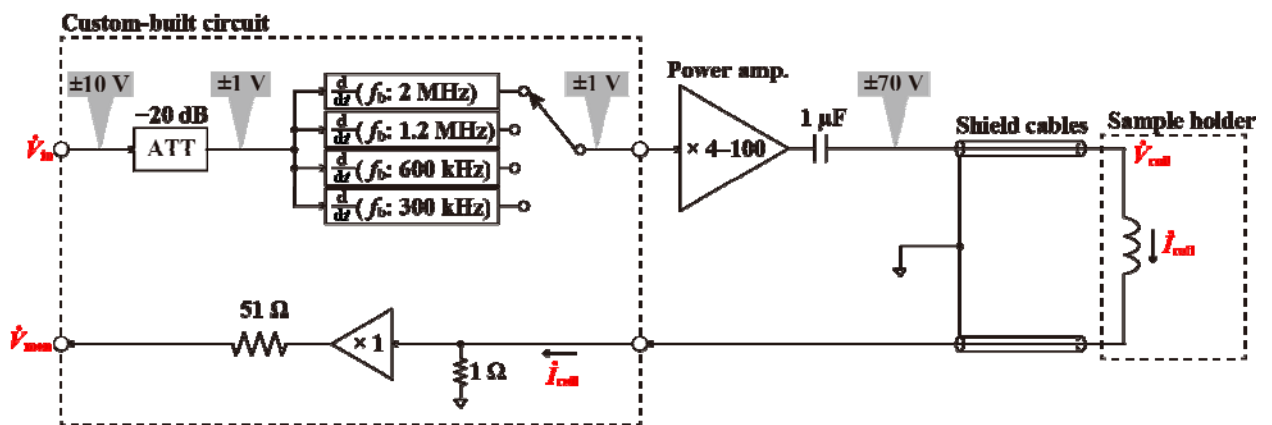 Custom-built circuit
±10 V
±1 V
−20 dB
ATT
V̇in
d/dt (fb: 2 MHz)
d/dt (fb: 1.2 MHz)
d/dt (fb: 600 kHz)
d/dt (fb: 300 kHz)
±1 V
Power amp.
× 4–100
1 μF
±70 V
Shield cables
Sample holder
V̇coil
İcoil
51 Ω
V̇mon
× 1
1 Ω
İcoil